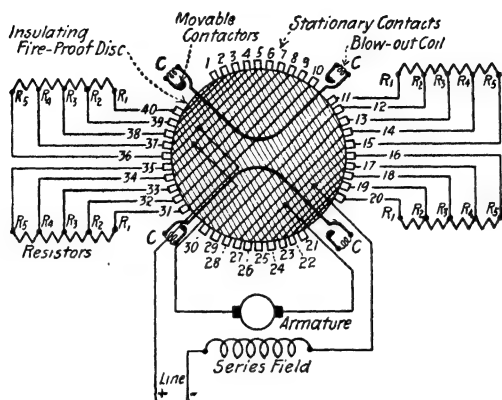 Insulating
Fire-Proof Disc
Movable
Contactors
Stationary Contacts
Blow-out Coil
C
C
1 2 3 4 5 6 7 8 9 10
R5 R4 R3 R2 R1
R1 R2 R3 R4 R5
40
39
38
37
36
35
34
33
32
31
11
12
13
14
15
16
17
18
19
20
R5 R4 R3 R2 R1
R1 R2 R3 R4 R5
Resistors
C
C
30 29 28 27 26 25 24 23 22 21
Armature
Series Field
Line
+ -